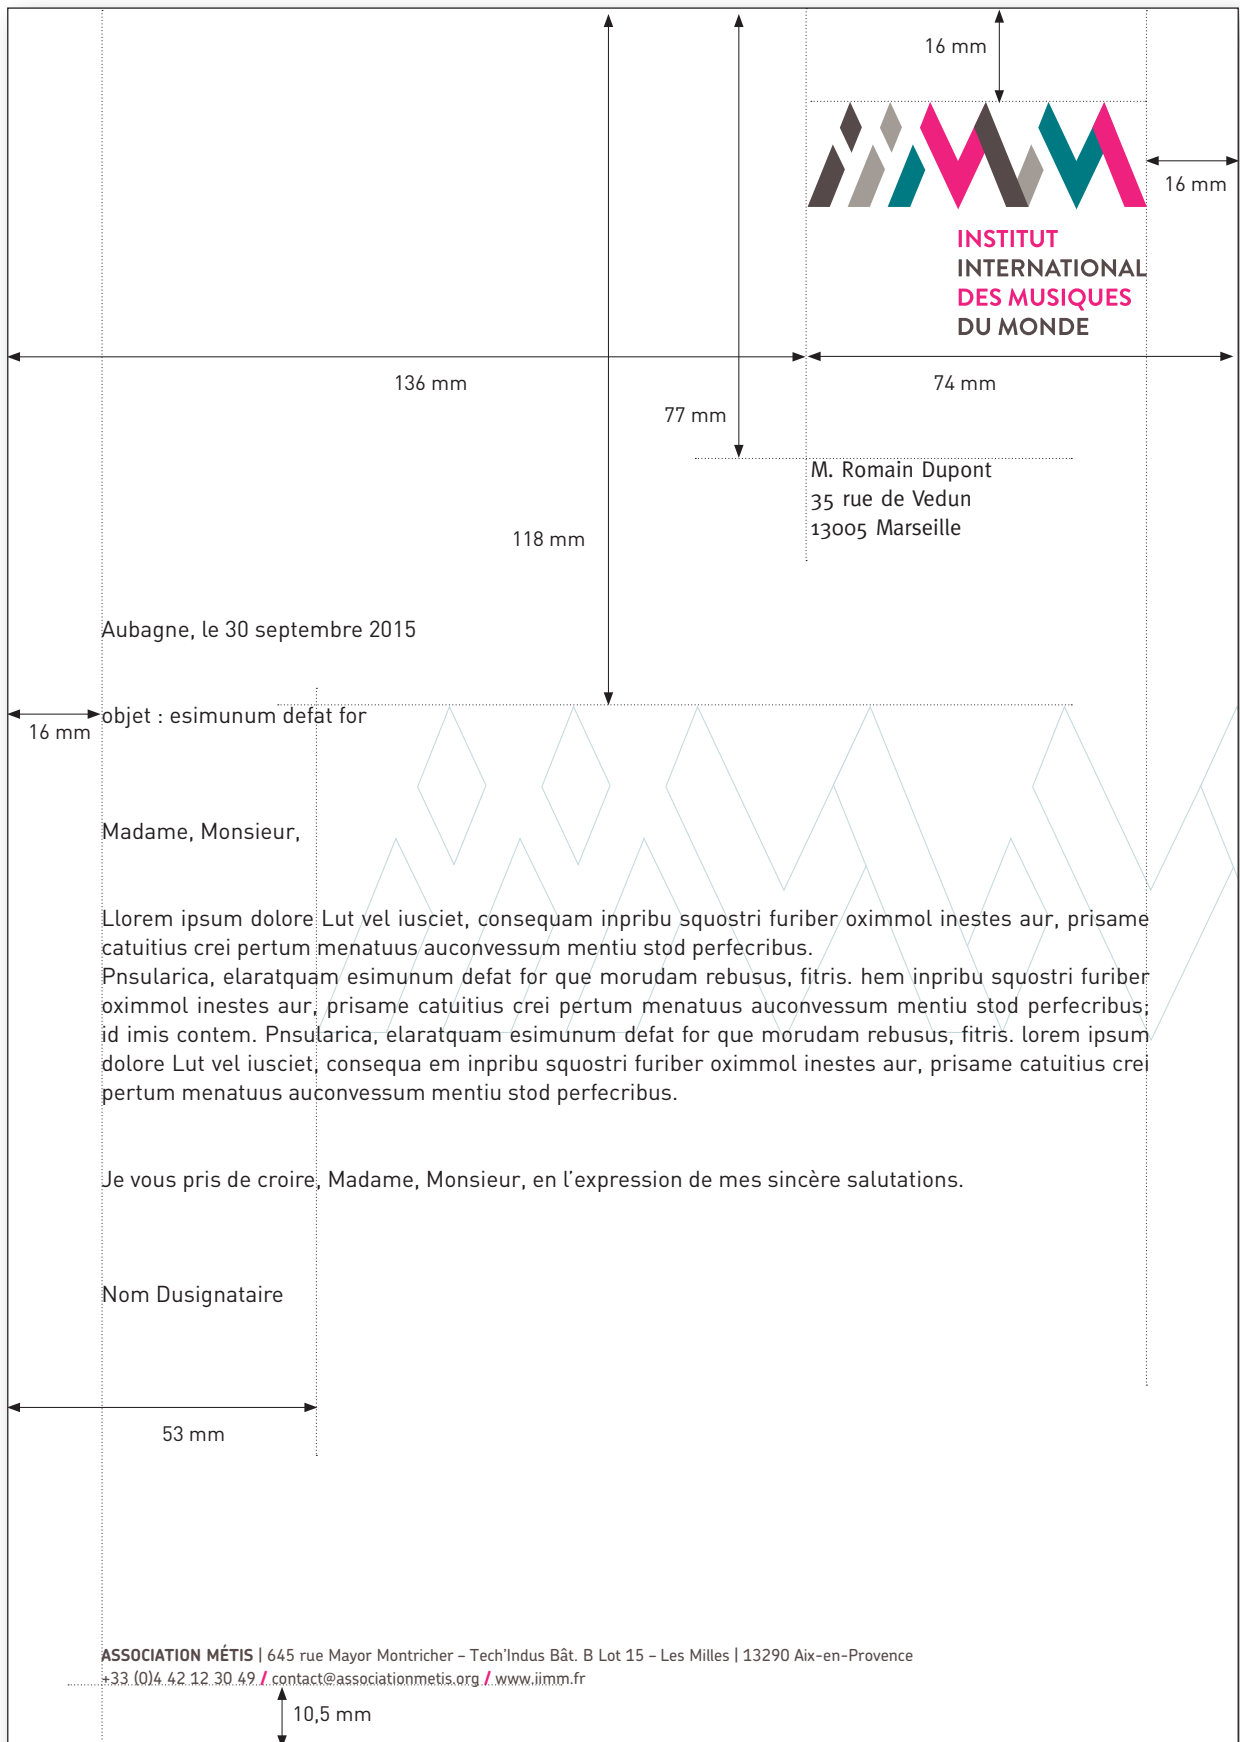 16 mm
16 mm
INSTITUT
INTERNATIONAL
DES MUSIQUES
DU MONDE
136 mm
74 mm
77 mm
M. Romain Dupont
35 rue de Vedun
13005 Marseille
118 mm
Aubagne, le 30 septembre 2015
objet : esimunum defat for
16 mm
Madame, Monsieur,
Llorem ipsum dolore Lut vel iusciet, consequam inpribu squostri furiber oximmol inestes aur, prisame
catuitius crei pertum menatuus auconvessum mentiu stod perfecribus.
Pnsularica, elaratquam esimunum defat for que morudam rebusus, fitris. hem inpribu squostri furiber
oximmol inestes aur, prisame catuitius crei pertum menatuus auconvessum mentiu stod perfecribus;
id imis contem. Pnsularica, elaratquam esimunum defat for que morudam rebusus, fitris. lorem ipsum
dolore Lut vel iusciet, consequa em inpribu squostri furiber oximmol inestes aur, prisame catuitius crei
pertum menatuus auconvessum mentiu stod perfecribus.
Je vous pris de croire, Madame, Monsieur, en l’expression de mes sincère salutations.
Nom Dusignataire
53 mm
ASSOCIATION MÉTIS | 645 rue Mayor Montricher – Tech'Indus Bât. B Lot 15 – Les Milles | 13290 Aix-en-Provence
+33 (0)4 42 12 30 49 / contact@associationmetis.org / www.iimm.fr
10,5 mm